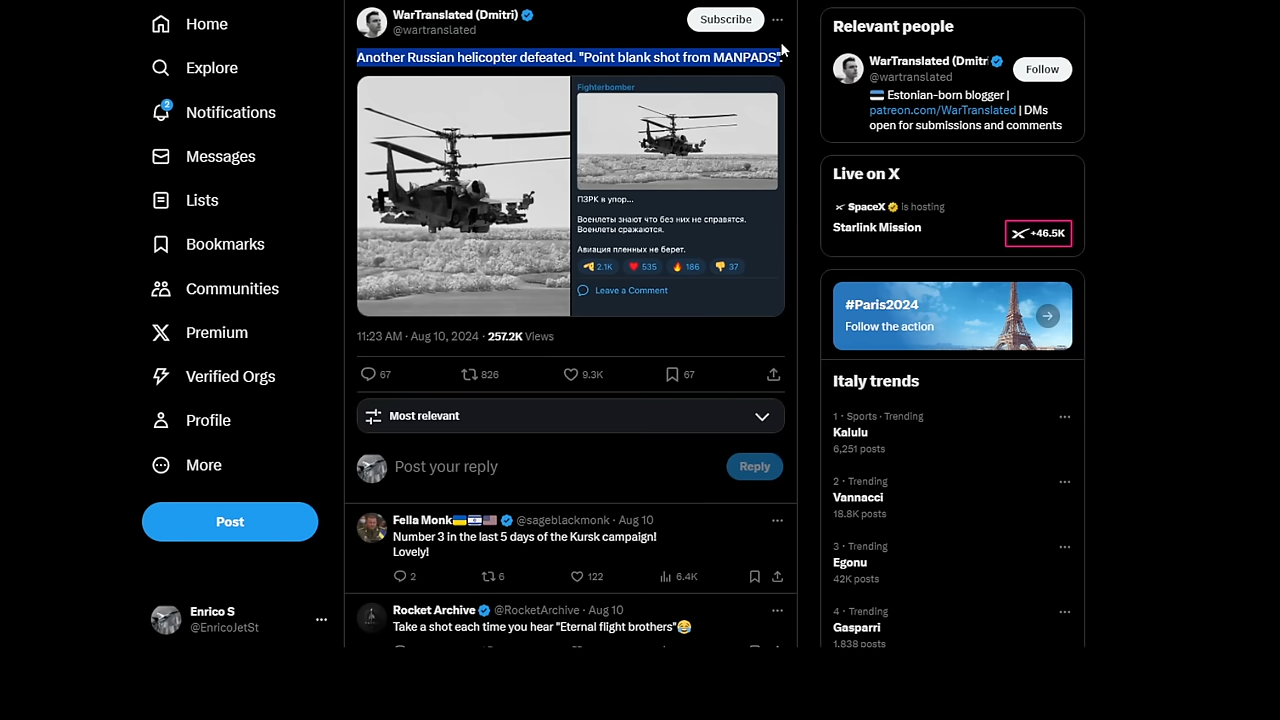 Home
Explore
2
Notifications
Messages
Lists
Bookmarks
Communities
Premium
Verified Orgs
Profile
More
Post
Enrico S
@EnricoJetSt
WarTranslated (Dmitri)
@wartranslated
Subscribe
Another Russian helicopter defeated. "Point blank shot from MANPADS".
Fighterbomber
ПЗРК в упор...
Военлеты знают что без них не справятся.
Военлеты сражаются.
Авиация пленных не берет.
2.1K 535 186 37
Leave a Comment
11:23 AM · Aug 10, 2024 · 257.2K Views
67 826 9.3K 67
Most relevant
Post your reply
Reply
Fella Monk @sageblackmonk · Aug 10
Number 3 in the last 5 days of the Kursk campaign!
Lovely!
2 6 122 6.4K
Rocket Archive @RocketArchive · Aug 10
Take a shot each time you hear "Eternal flight brothers"
Relevant people
WarTranslated (Dmitr
@wartranslated
Follow
Estonian-born blogger |
patreon.com/WarTranslated | DMs
open for submissions and comments
Live on X
SpaceX is hosting
Starlink Mission
+46.5K
#Paris2024
Follow the action
Italy trends
1 · Sports · Trending
Kalulu
6,251 posts
2 · Trending
Vannacci
18.8K posts
3 · Trending
Egonu
42K posts
4 · Trending
Gasparri
1,838 posts